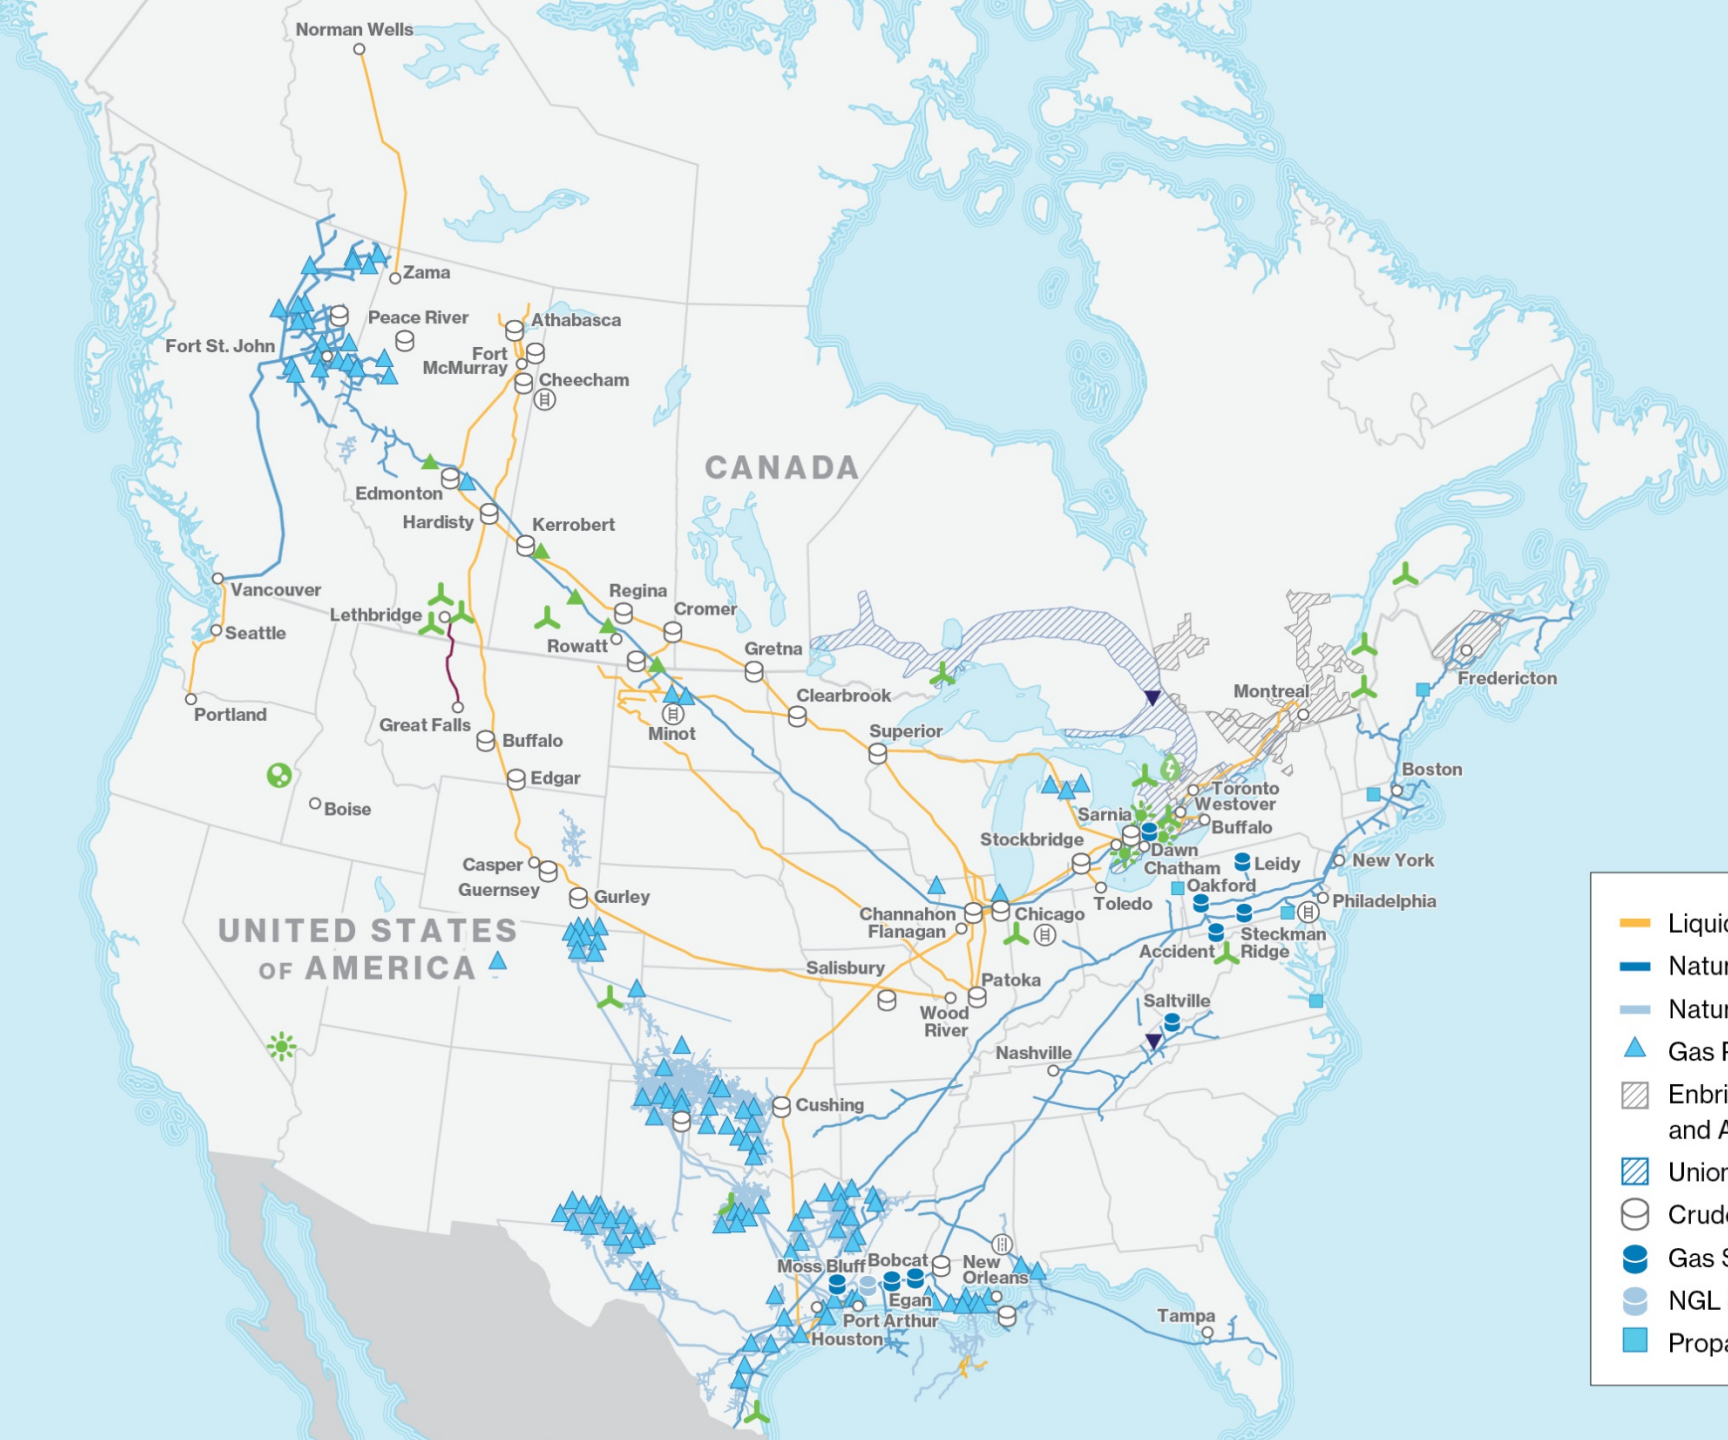 Norman Wells
Zama
Peace River
Athabasca
Fort St. John
Fort
McMurray
Cheecham
CANADA
Edmonton
Hardisty
Kerrobert
Vancouver
Lethbridge
Regina
Cromer
Seattle
Rowatt
Gretna
Fredericton
Montreal
Clearbrook
Portland
Great Falls
Minot
Superior
Buffalo
Edgar
Boston
Boise
Toronto
Westover
Sarnia
Buffalo
Stockbridge
Dawn
Chatham
Leidy
New York
Casper
Guernsey
Gurley
Oakford
Toledo
Philadelphia
Channahon
Flanagan
Chicago
Steckman
Ridge
Accident
UNITED STATES
OF AMERICA
Salisbury
Patoka
Wood
River
Saltville
Nashville
Cushing
Moss Bluff
Bobcat
New
Orleans
Egan
Port Arthur
Houston
Tampa
Liquid
Natur
Natur
Gas P
Enbri
and A
Union
Crude
Gas S
NGL
Propa